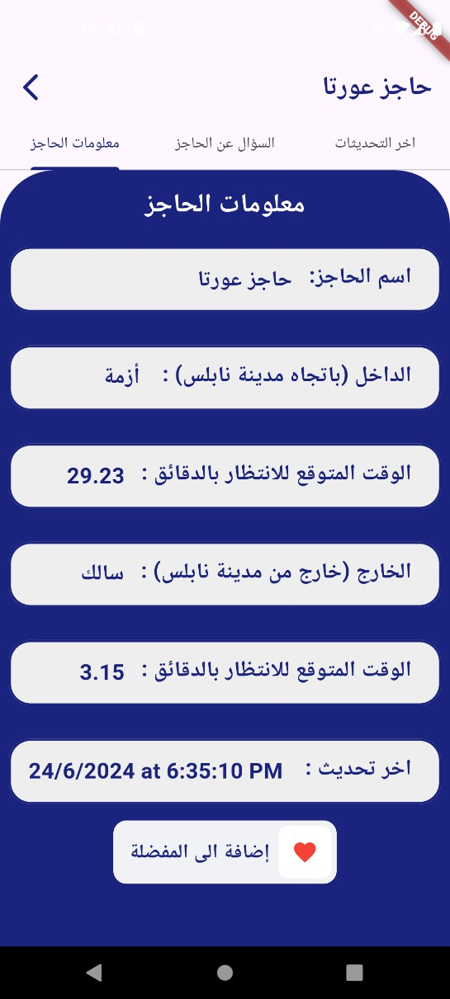 2:38
DEBUG
حاجز عورتا
اخر التحديثات
السؤال عن الحاجز
معلومات الحاجز
معلومات الحاجز
اسم الحاجز: حاجز عورتا
الداخل (باتجاه مدينة نابلس) : أزمة
الوقت المتوقع للانتظار بالدقائق : 29.23
الخارج (خارج من مدينة نابلس) : سالك
الوقت المتوقع للانتظار بالدقائق : 3.15
اخر تحديث : 24/6/2024 at 6:35:10 PM
إضافة الى المفضلة